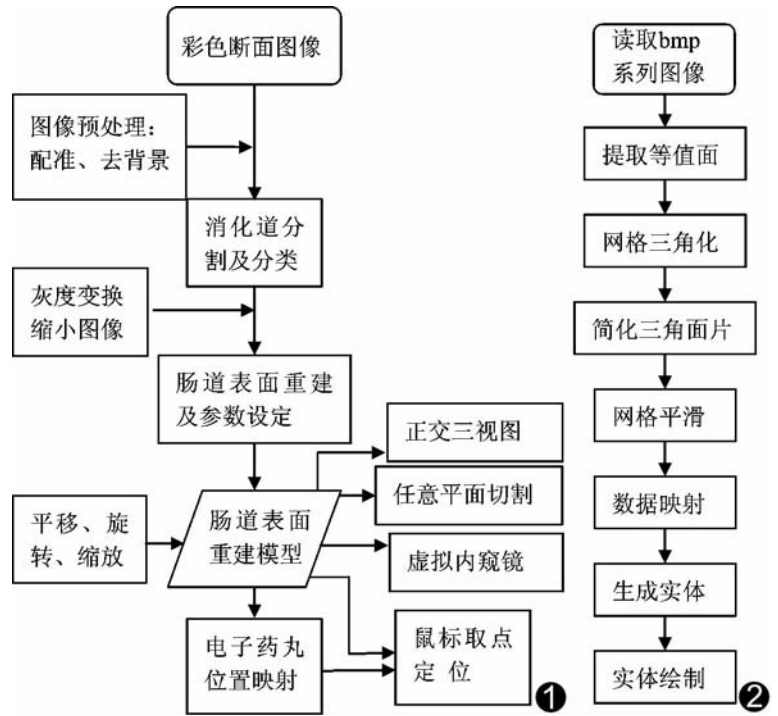 彩色断面图像
图像预处理：
配准、去背景
消化道分
割及分类
灰度变换
缩小图像
肠道表面重建
及参数设定
正交三视图
任意平面切割
平移、旋
转、缩放
肠道表面
重建模型
虚拟内窥镜
电子药丸
位置映射
鼠标取点
定 位
❶
读取bmp
系列图像
提取等值面
网格三角化
简化三角面片
网格平滑
数据映射
生成实体
实体绘制
❷